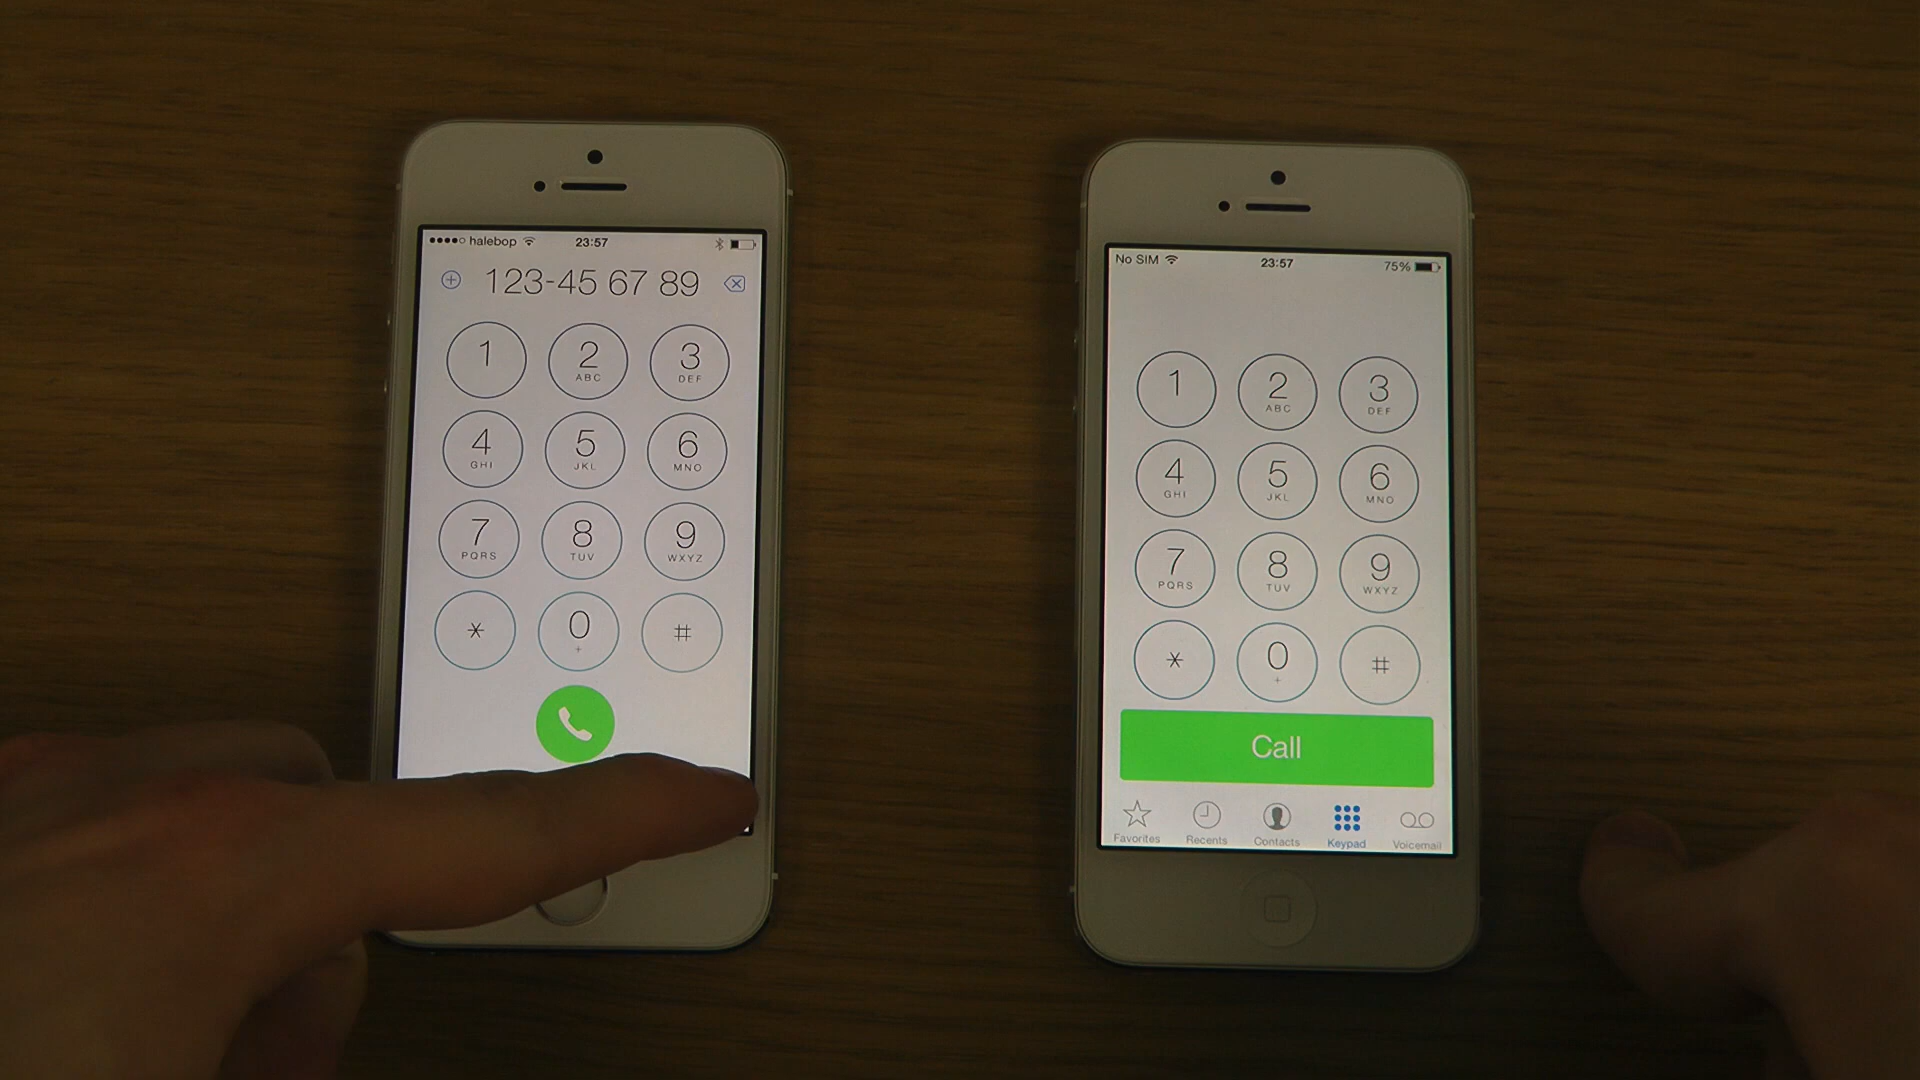 halebop 23:57
123-45 67 89
1 2 3
ABC DEF
4 5 6
GHI JKL MNO
7 8 9
PQRS TUV WXYZ
* 0 #
+
No SIM 23:57 75%
1 2 3
ABC DEF
4 5 6
GHI JKL MNO
7 8 9
PQRS TUV WXYZ
* 0 #
+
Call
Favorites Recents Contacts Keypad Voicemail